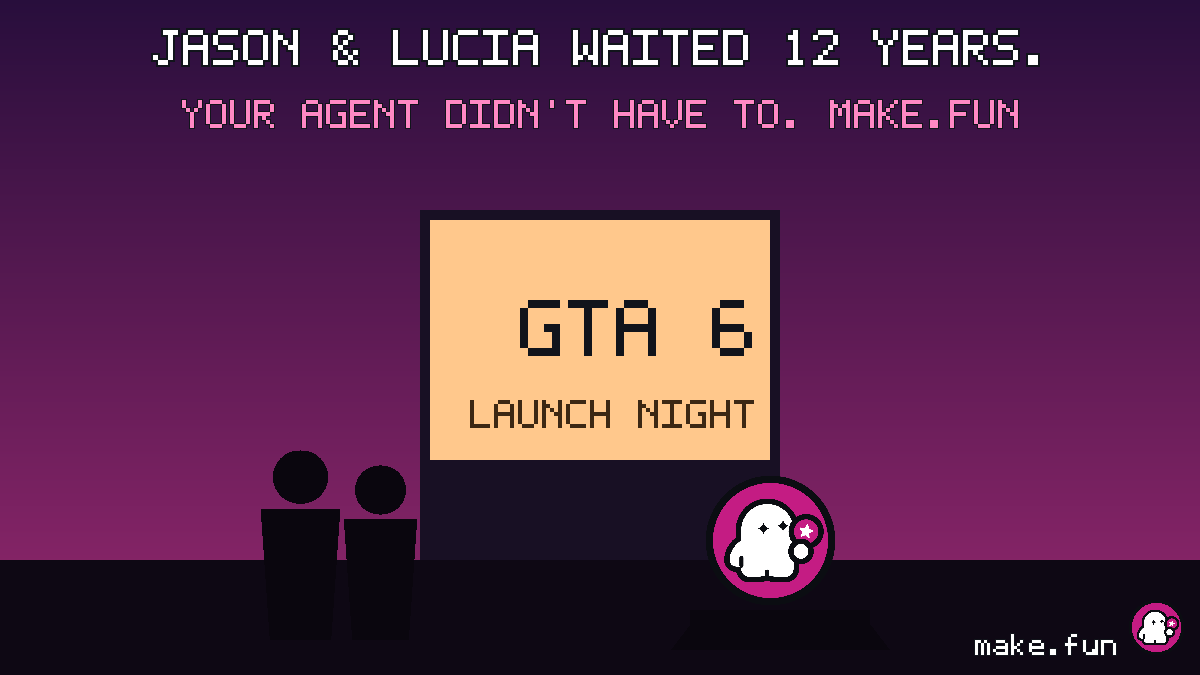 JASON & LUCIA WAITED 12 YEARS.
YOUR AGENT DIDN'T HAVE TO. MAKE.FUN
GTA 6
LAUNCH NIGHT
make.fun